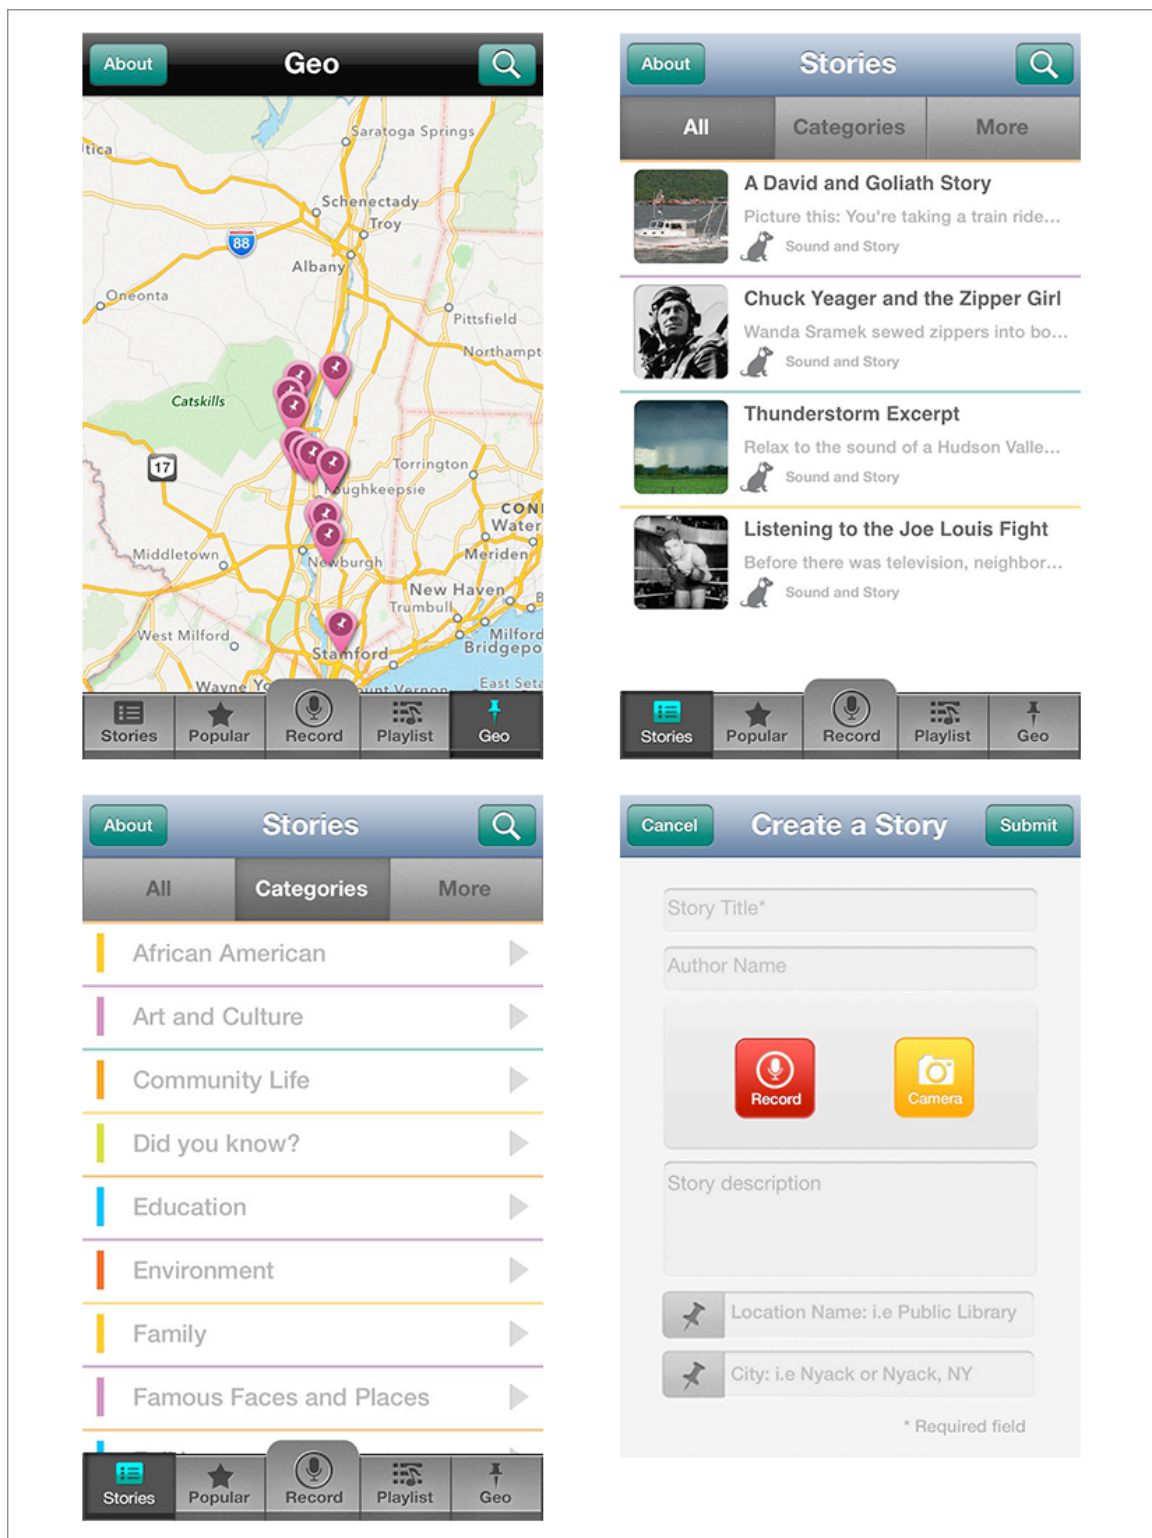 About
Geo
Saratoga Springs
tica
Schenectady
Troy
88
Albany
Oneonta
Pittsfield
Northampt
Catskills
17
Torrington
oughkeepsie
CON
Water
Middletown
Meriden
Newburgh
New Haven
Trumbull
B
West Milford
Milford
Stamford
Bridgepo
East Seta
Wayne Yo
ount Vernon
Stories
Popular
Record
Playlist
Geo
About
Stories
All
Categories
More
A David and Goliath Story
Picture this: You're taking a train ride...
Sound and Story
Chuck Yeager and the Zipper Girl
Wanda Sramek sewed zippers into bo...
Sound and Story
Thunderstorm Excerpt
Relax to the sound of a Hudson Valle...
Sound and Story
Listening to the Joe Louis Fight
Before there was television, neighbor...
Sound and Story
Stories
Popular
Record
Playlist
Geo
About
Stories
All
Categories
More
African American
Art and Culture
Community Life
Did you know?
Education
Environment
Family
Famous Faces and Places
Stories
Popular
Record
Playlist
Geo
Cancel
Create a Story
Submit
Story Title*
Author Name
Record
Camera
Story description
Location Name: i.e Public Library
City: i.e Nyack or Nyack, NY
* Required field